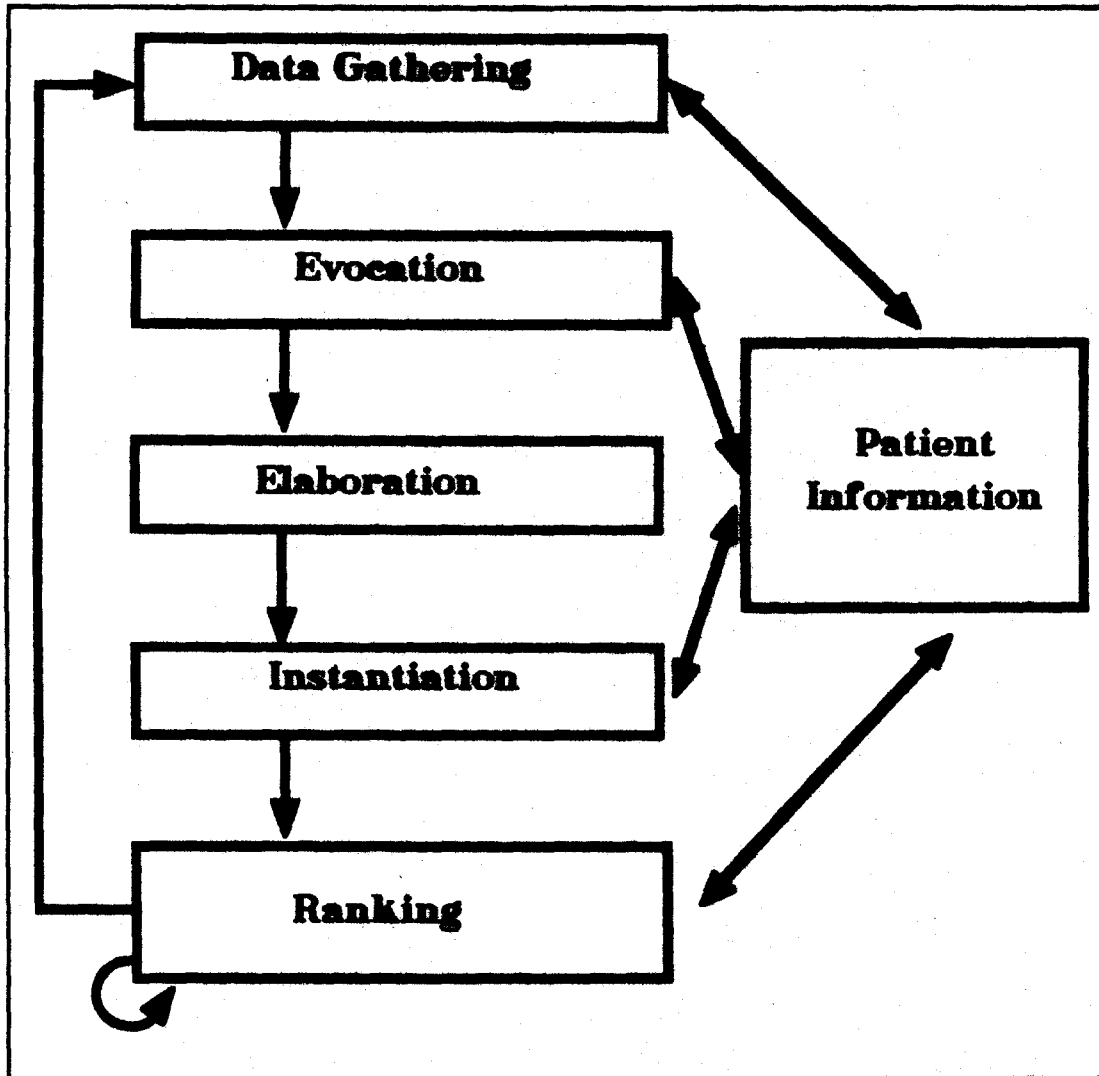 Data Gathering
Evocation
Elaboration
Instantiation
Ranking
Patient
Information